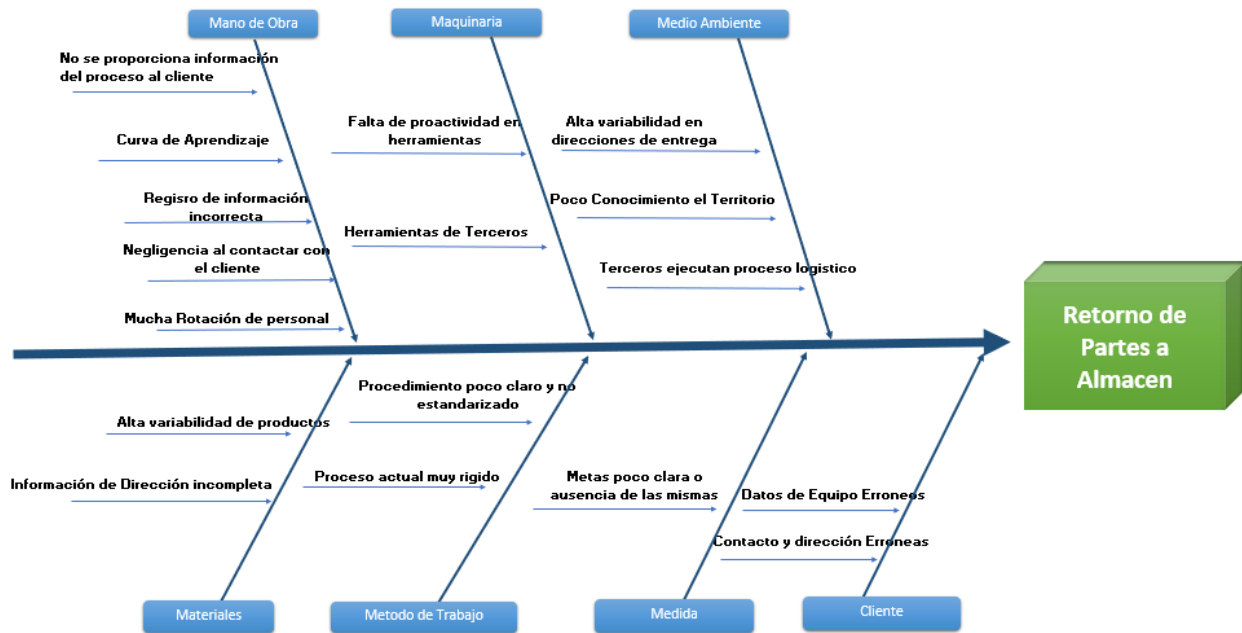 Mano de Obra
Maquinaria
Medio Ambiente
No se proporciona información
del proceso al cliente
Curva de Aprendizaje
Regisro de información
incorrecta
Negligencia al contactar con
el cliente
Mucha Rotación de personal
Falta de proactividad en
herramientas
Herramientas de Terceros
Alta variabilidad en
direcciones de entrega
Poco Conocimiento el Territorio
Terceros ejecutan proceso logistico
Retorno de
Partes a
Almacen
Alta variabilidad de productos
Información de Dirección incompleta
Procedimiento poco claro y no
estandarizado
Proceso actual muy rigido
Metas poco clara o
ausencia de las mismas
Datos de Equipo Erroneos
Contacto y dirección Erroneas
Materiales
Metodo de Trabajo
Medida
Cliente